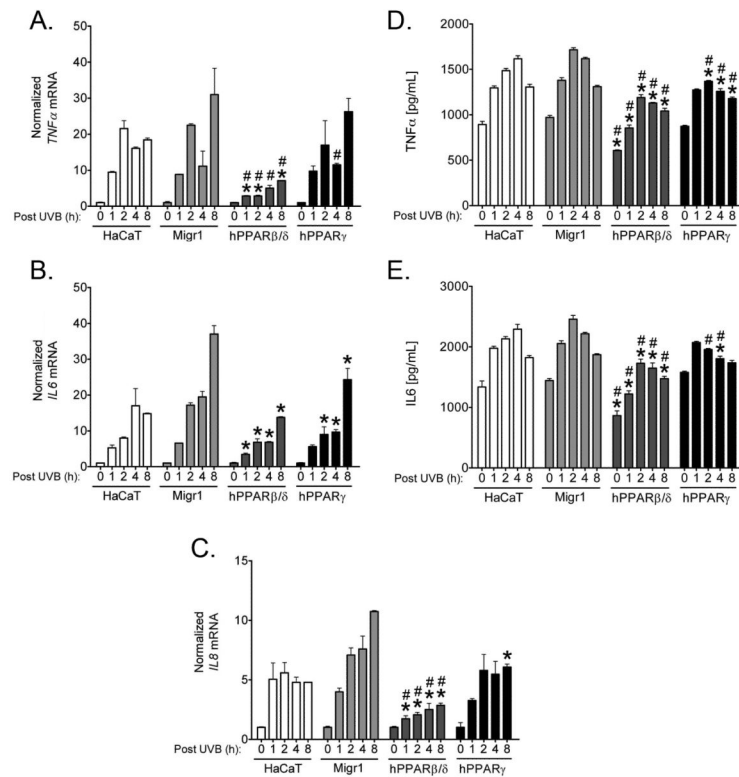 A.
Normalized
TNFα mRNA
50
40
30
20
10
0
# # # #
* * *
#
Post UVB (h): 0 1 2 4 8 0 1 2 4 8 0 1 2 4 8 0 1 2 4 8
HaCaT Migr1 hPPARβ/δ hPPARγ
B.
Normalized
IL6 mRNA
50
40
30
20
10
0
* * * *
* * *
Post UVB (h): 0 1 2 4 8 0 1 2 4 8 0 1 2 4 8 0 1 2 4 8
HaCaT Migr1 hPPARβ/δ hPPARγ
C.
Normalized
IL8 mRNA
15
10
5
0
# # # #
* * * *
*
Post UVB (h): 0 1 2 4 8 0 1 2 4 8 0 1 2 4 8 0 1 2 4 8
HaCaT Migr1 hPPARβ/δ hPPARγ
D.
TNFα [pg/mL]
2000
1500
1000
500
0
# # # # #
* * * * *
# # #
* * *
Post UVB (h): 0 1 2 4 8 0 1 2 4 8 0 1 2 4 8 0 1 2 4 8
HaCaT Migr1 hPPARβ/δ hPPARγ
E.
IL6 [pg/mL]
3000
2000
1000
0
# # # # #
* * * * *
# #
*
Post UVB (h): 0 1 2 4 8 0 1 2 4 8 0 1 2 4 8 0 1 2 4 8
HaCaT Migr1 hPPARβ/δ hPPARγ